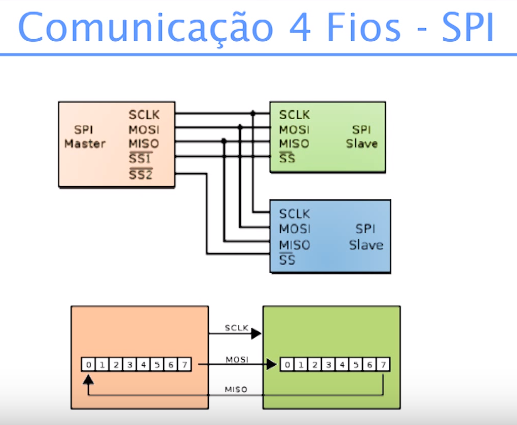 Comunicação 4 Fios - SPI
SPI Master
SCLK
MOSI
MISO
SS1
SS2
SCLK
MOSI
MISO
SS
SPI Slave
SCLK
MOSI
MISO
SS
SPI Slave
SCLK
0 1 2 3 4 5 6 7
MOSI
0 1 2 3 4 5 6 7
MISO